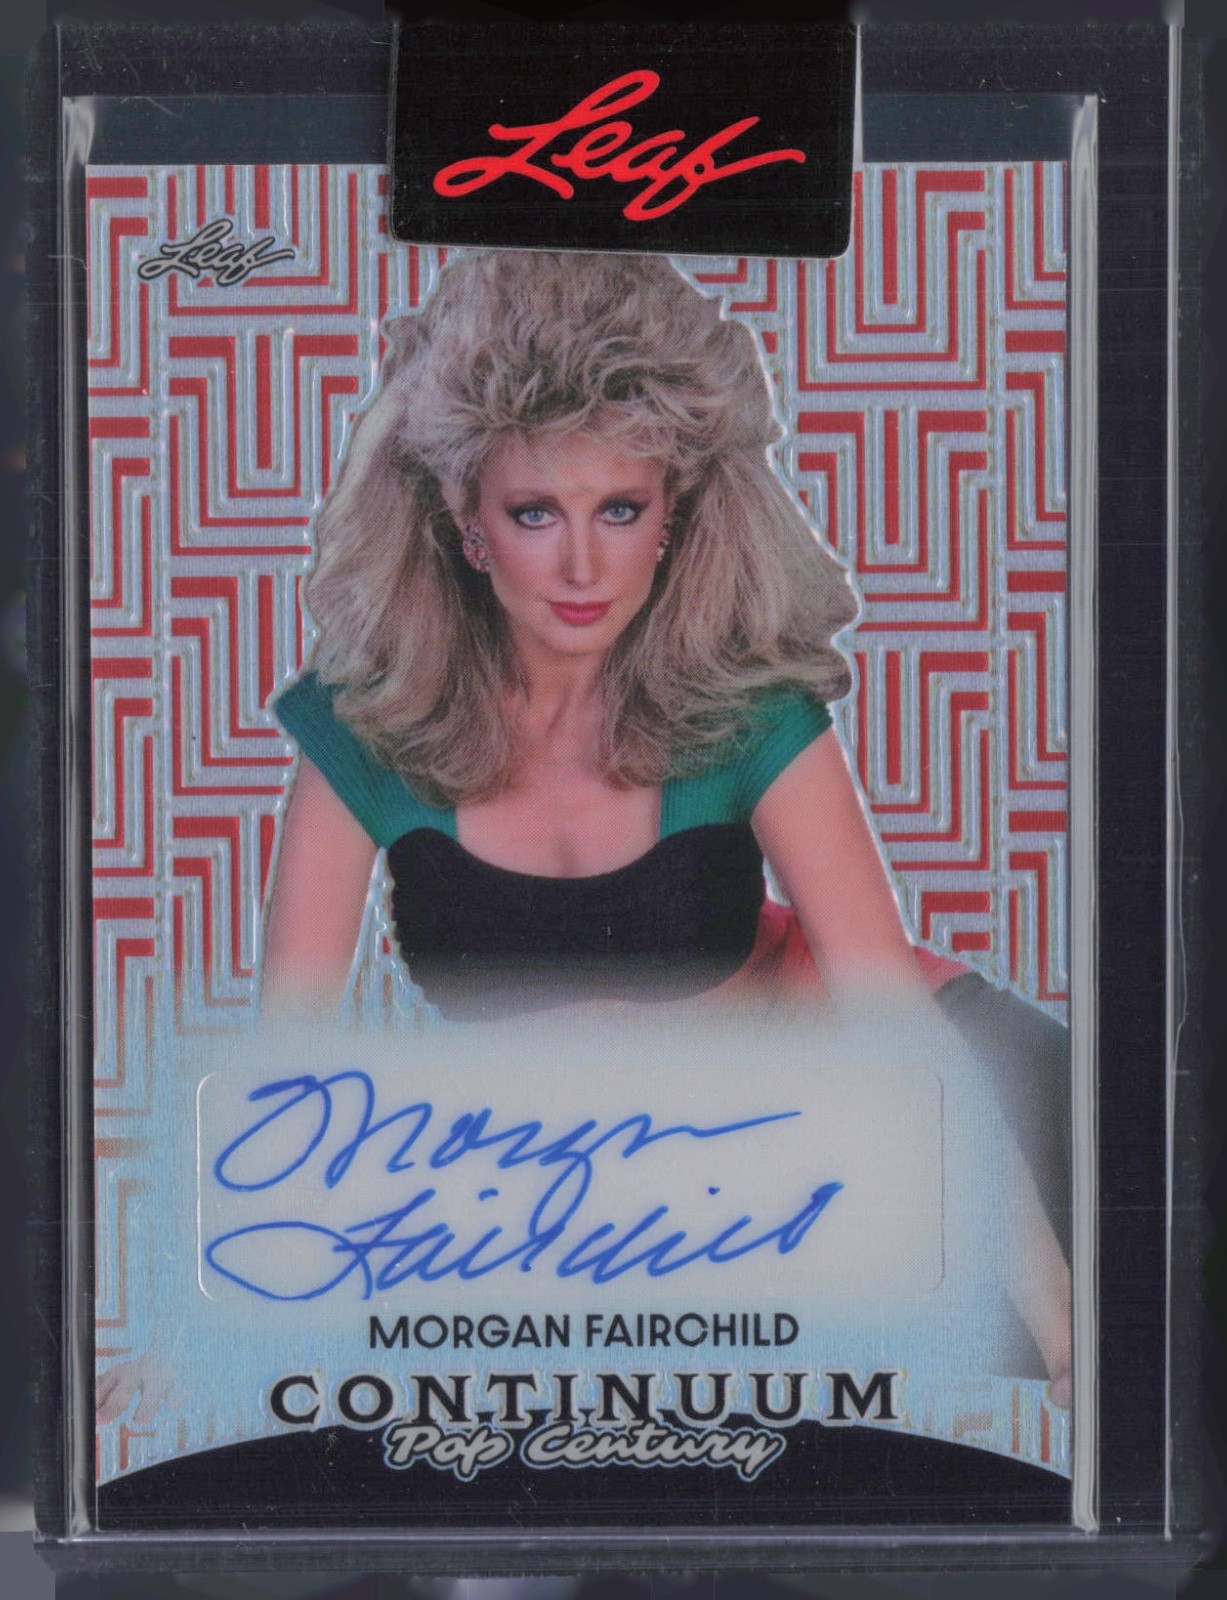 Leaf
Leaf
Morgan
Fairchild
MORGAN FAIRCHILD
CONTINUUM
Pop Century